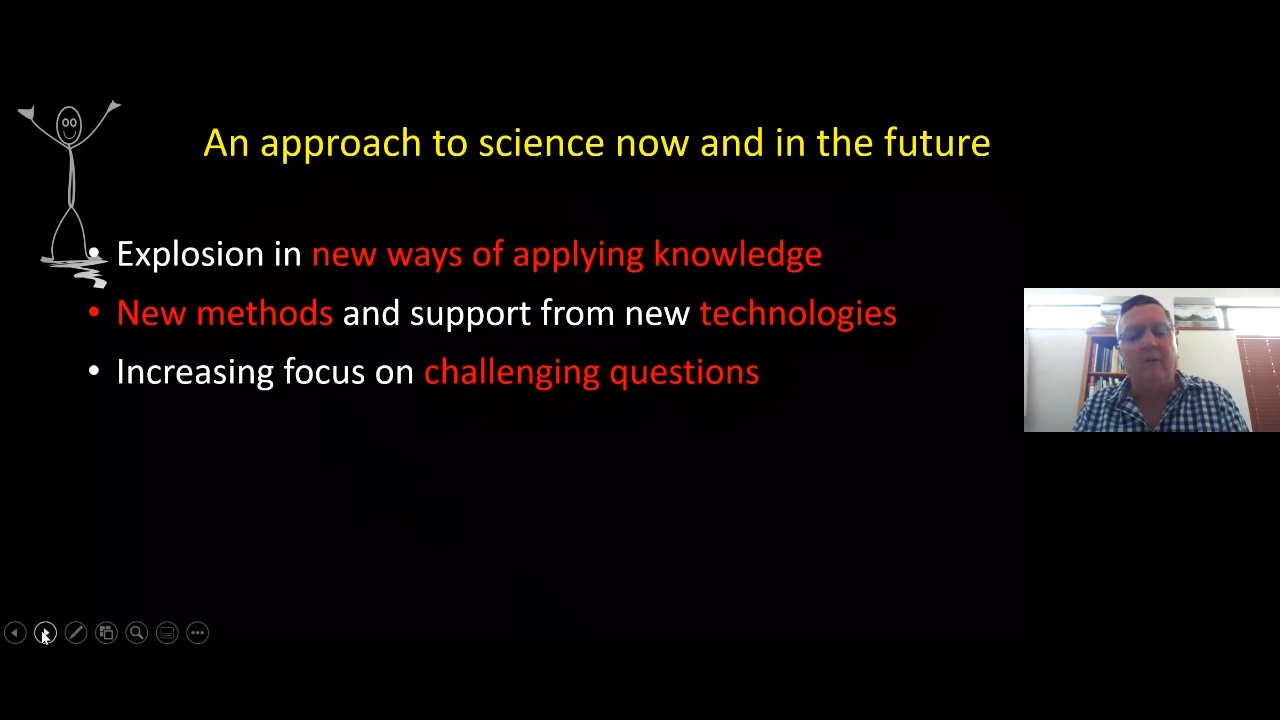 An approach to science now and in the future
• Explosion in new ways of applying knowledge
• New methods and support from new technologies
• Increasing focus on challenging questions